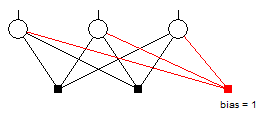 bias = 1